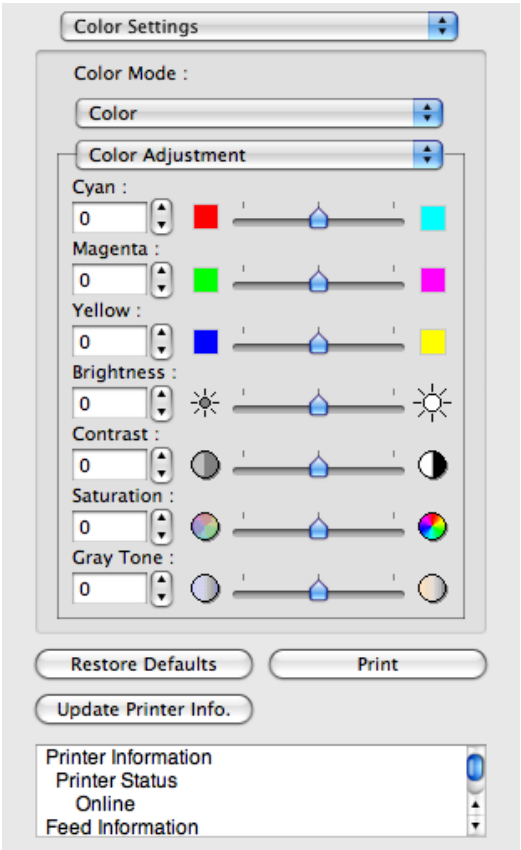 Color Settings
Color Mode :
Color
Color Adjustment
Cyan :
0
Magenta :
0
Yellow :
0
Brightness :
0
Contrast :
0
Saturation :
0
Gray Tone :
0
Restore Defaults Print
Update Printer Info.
Printer Information
Printer Status
Online
Feed Information